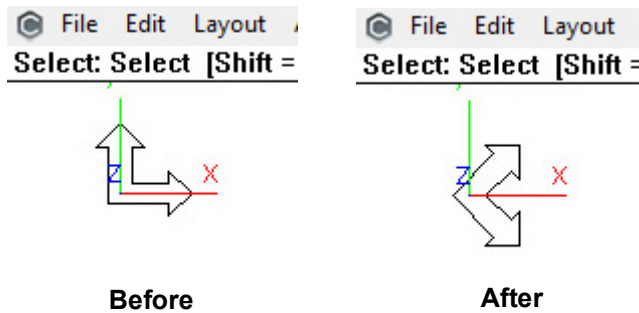 File Edit Layout
Select: Select [Shift =
Z X
Before
File Edit Layout
Select: Select [Shift =
Z X
After